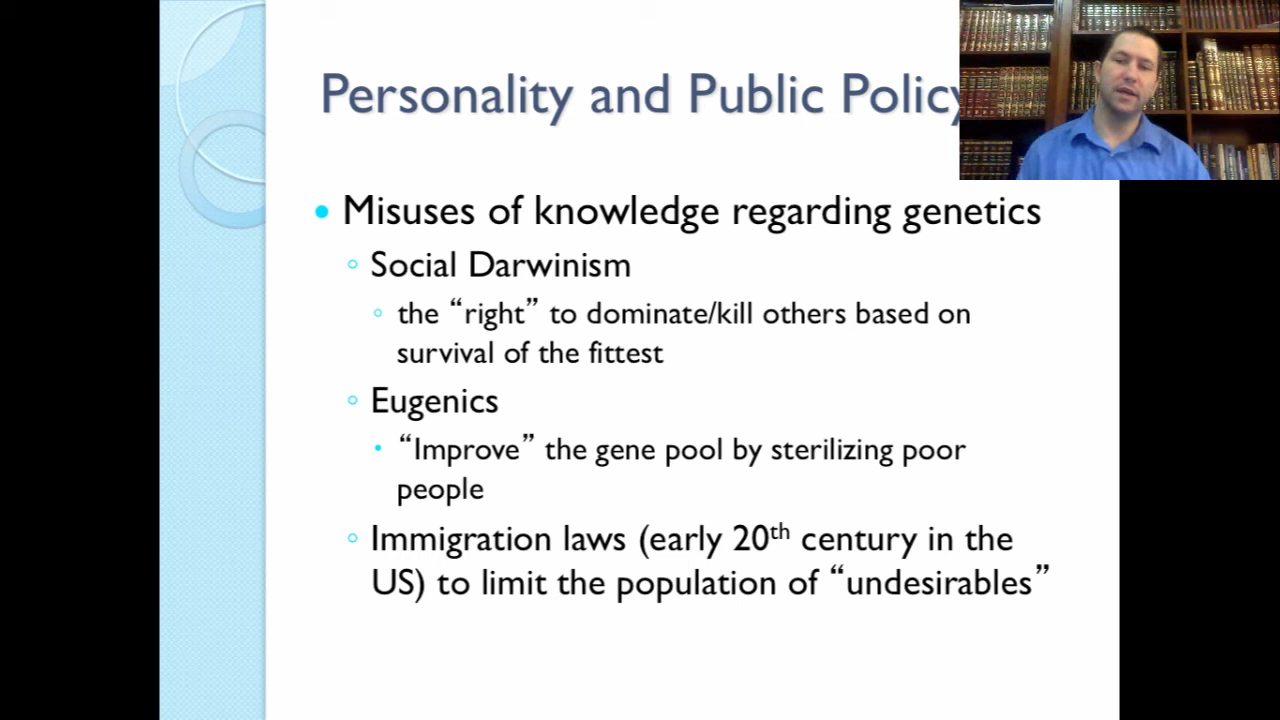 Personality and Public Policy
• Misuses of knowledge regarding genetics
◦ Social Darwinism
◦ the “right” to dominate/kill others based on
survival of the fittest
◦ Eugenics
• “Improve” the gene pool by sterilizing poor
people
◦ Immigration laws (early 20th century in the
US) to limit the population of “undesirables”